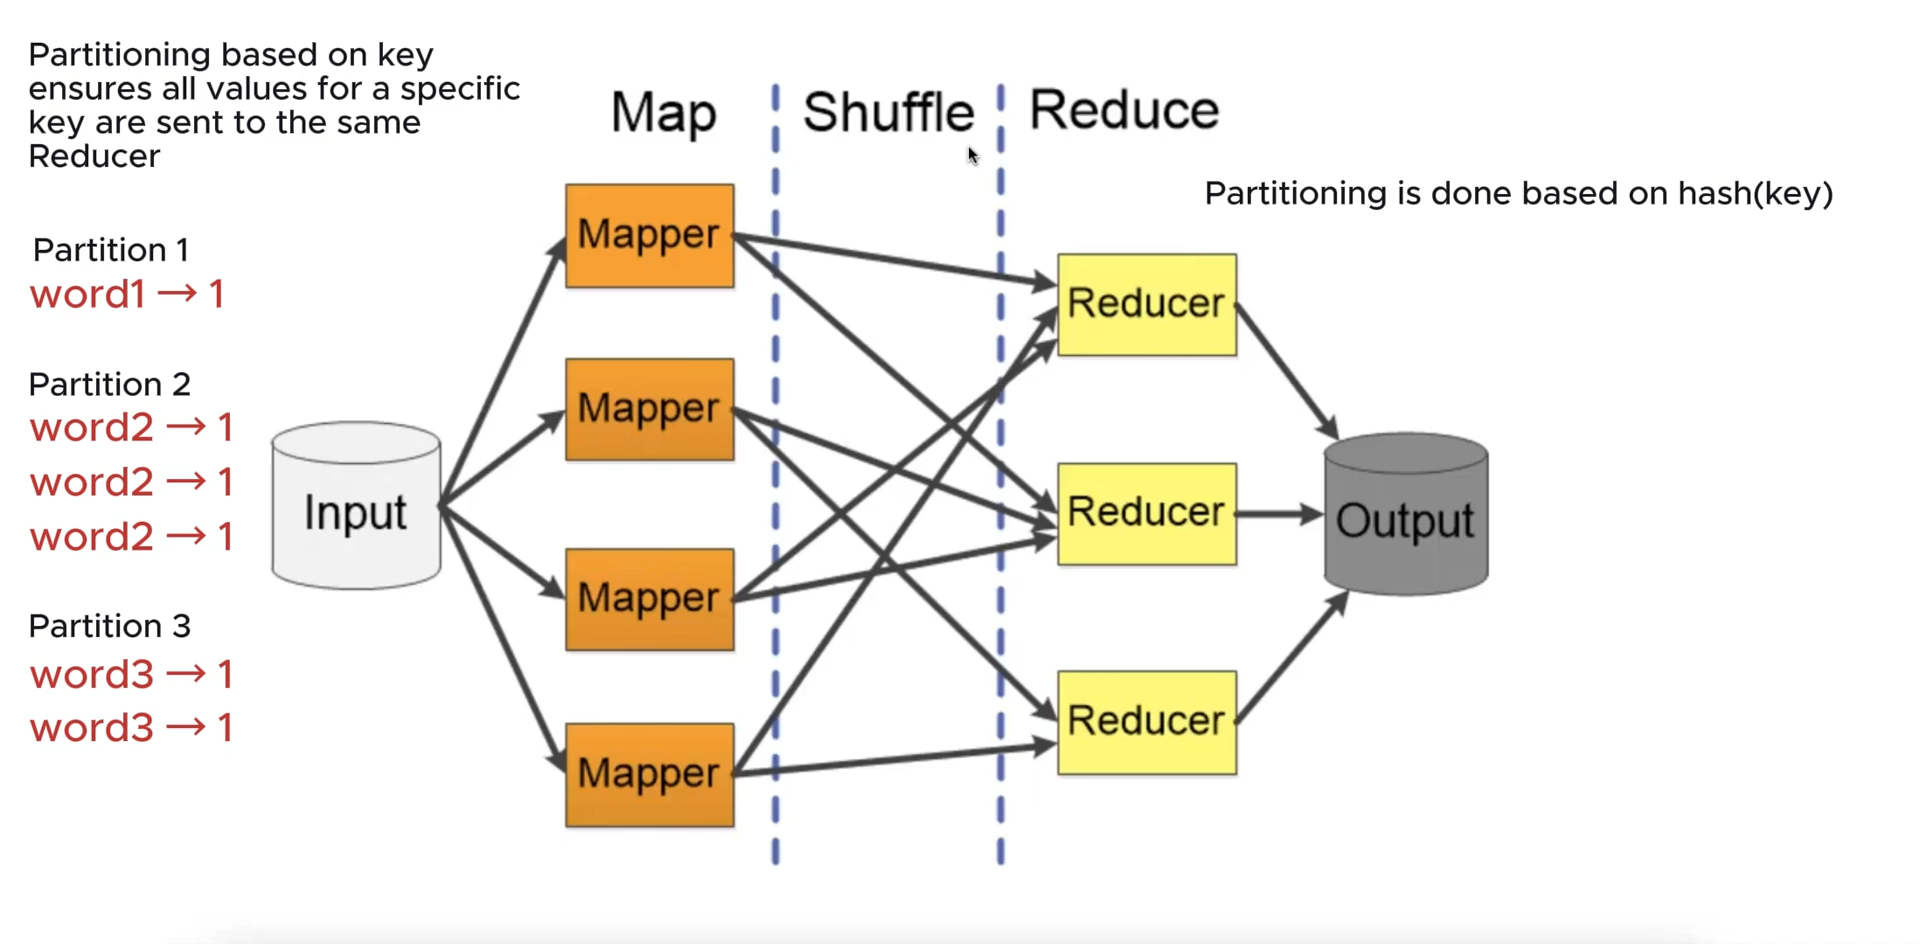 Partitioning based on key
ensures all values for a specific
key are sent to the same
Reducer
Map
Shuffle
Reduce
Partitioning is done based on hash(key)
Partition 1
word1 → 1
Partition 2
word2 → 1
word2 → 1
word2 → 1
Partition 3
word3 → 1
word3 → 1
Input
Mapper
Mapper
Mapper
Mapper
Reducer
Reducer
Reducer
Output